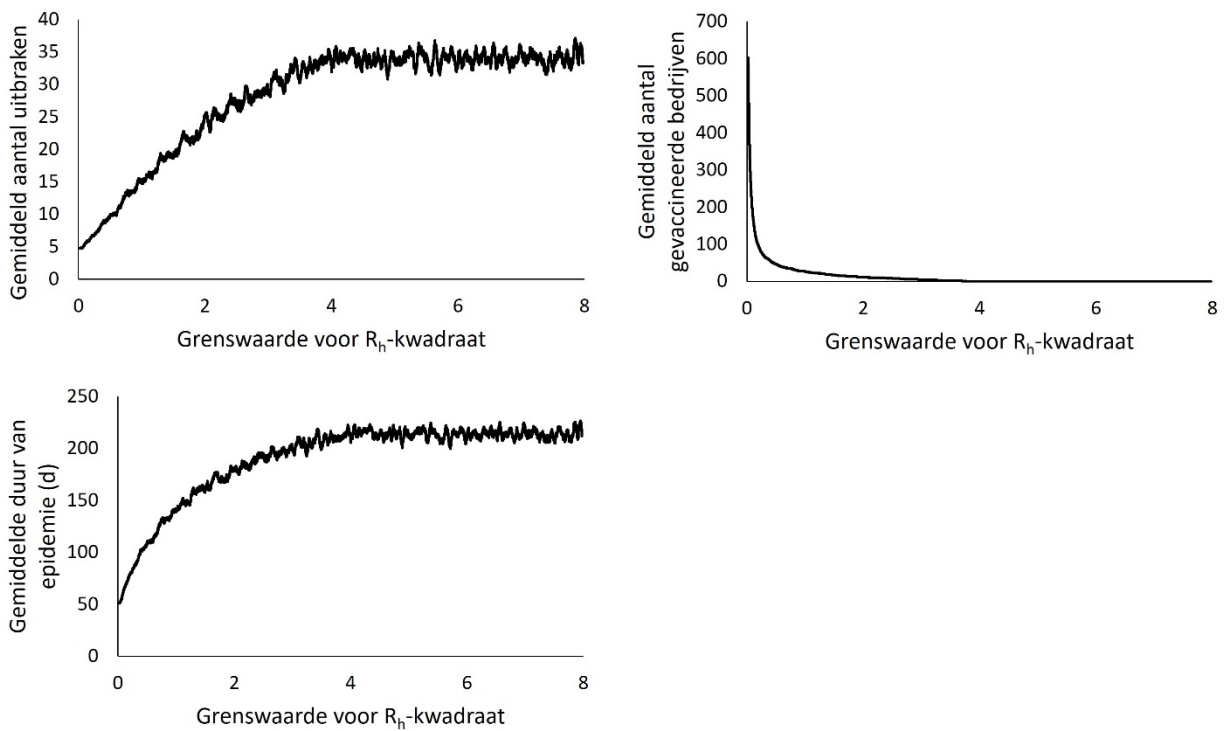 Gemiddeld aantal uitbraken
40
35
30
25
20
15
10
5
0
0 2 4 6 8
Grenswaarde voor Rₕ-kwadraat
Gemiddeld aantal
gevaccineerde bedrijven
700
600
500
400
300
200
100
0
0 2 4 6 8
Grenswaarde voor Rₕ-kwadraat
Gemiddelde duur van
epidemie (d)
250
200
150
100
50
0
0 2 4 6 8
Grenswaarde voor Rₕ-kwadraat